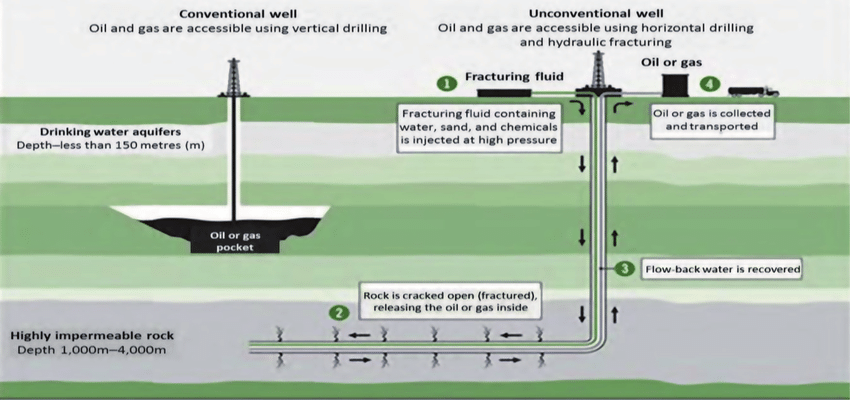 Conventional well
Oil and gas are accessible using vertical drilling
Unconventional well
Oil and gas are accessible using horizontal drilling
and hydraulic fracturing
1
Fracturing fluid
Oil or gas
4
Fracturing fluid containing
water, sand, and chemicals
is injected at high pressure
Oil or gas is collected
and transported
Drinking water aquifers
Depth—less than 150 metres (m)
Oil or gas
pocket
3
Flow-back water is recovered
2
Rock is cracked open (fractured),
releasing the oil or gas inside
Highly impermeable rock
Depth 1,000m—4,000m